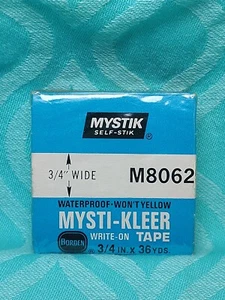 MYSTIK
SELF-STIK ®
3/4" WIDE M8062
WATERPROOF·WON'T YELLOW
MYSTI-KLEER
BORDEN WRITE-ON TAPE
3/4 IN. X 36 YDS.